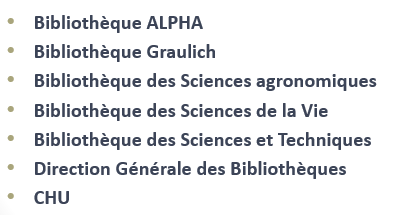 • Bibliothèque ALPHA
• Bibliothèque Graulich
• Bibliothèque des Sciences agronomiques
• Bibliothèque des Sciences de la Vie
• Bibliothèque des Sciences et Techniques
• Direction Générale des Bibliothèques
• CHU